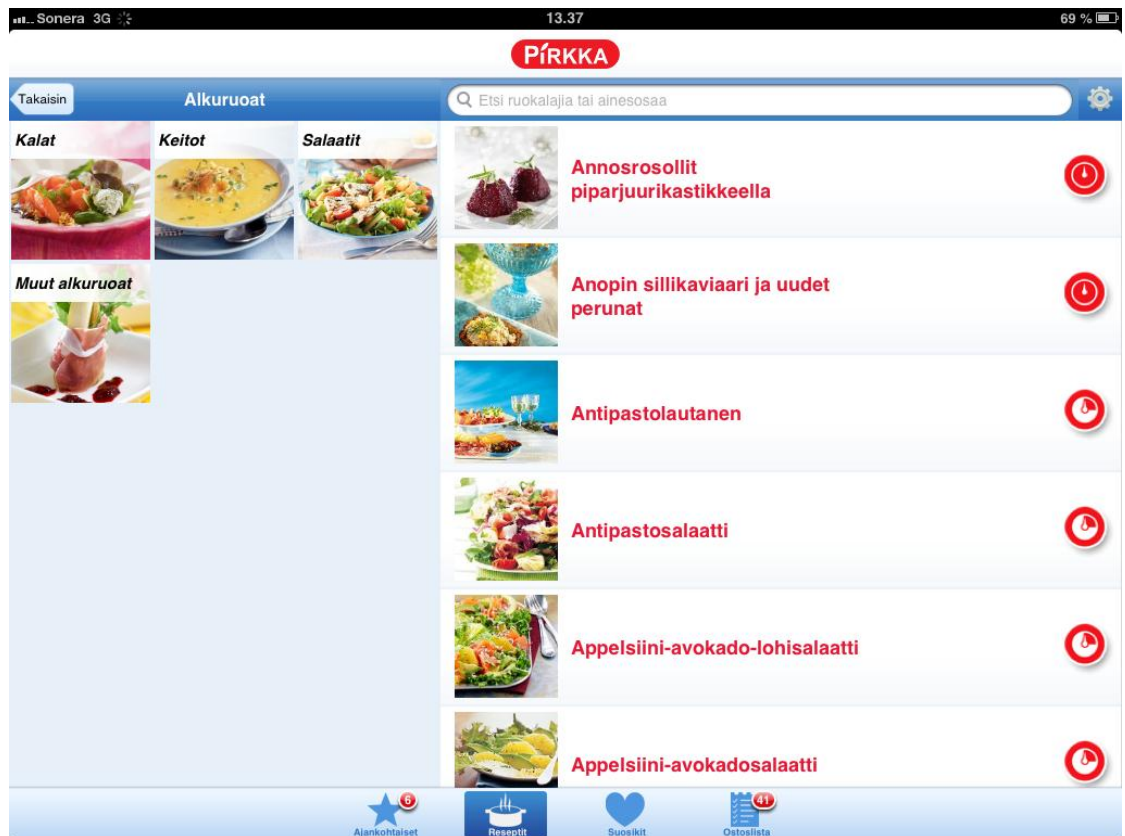 Sonera 3G 13.37 69 %
PIRKKA
Takaisin Alkuruoat Etsi ruokalajia tai ainesosaa
Kalat Keitot Salaatit
Muut alkuruoat
Annosrosollit
piparjuurikastikkeella
Anopin sillikaviaari ja uudet
perunat
Antipastolautanen
Antipastosalaatti
Appelsiini-avokado-lohisalaatti
Appelsiini-avokadosalaatti
6 41
Ajankohtaiset Reseptit Suosikit Ostoslista